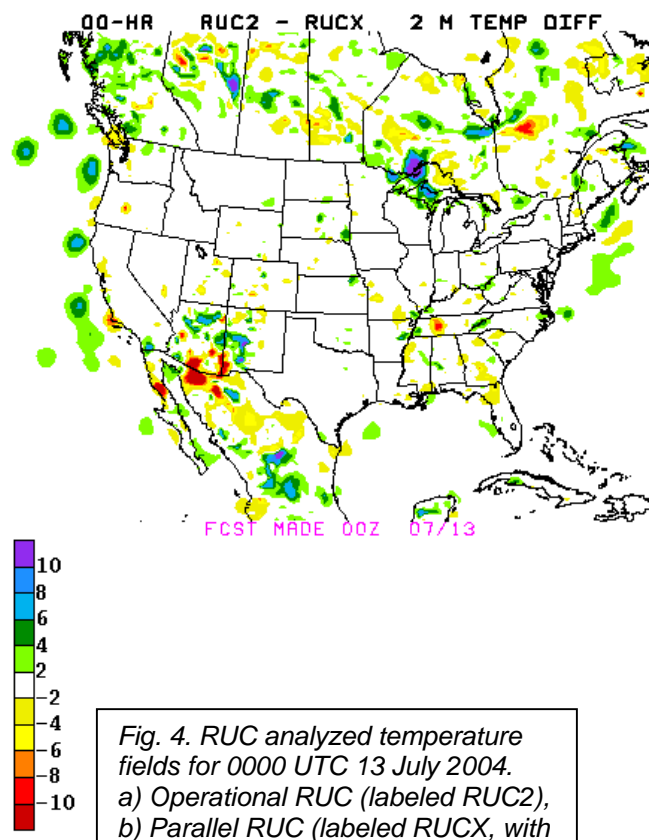 00-HR RUC2 - RUCX 2 M TEMP DIFF
FCST MADE 00Z 07/13
10
8
6
4
2
-2
-4
-6
-8
-10
Fig. 4. RUC analyzed temperature
fields for 0000 UTC 13 July 2004.
a) Operational RUC (labeled RUC2),
b) Parallel RUC (labeled RUCX, with